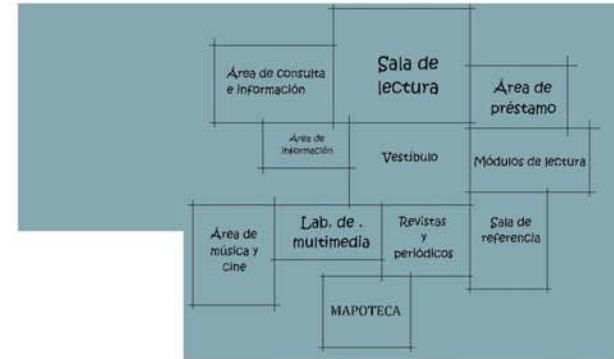 Área de consulta
e información
Sala de
lectura
Área de
préstamo
Área de
información
Vestíbulo
Módulos de lectura
Área de
música y
cine
Lab. de .
multimedia
Revistas
y
periódicos
Sala de
referencia
MAPOTECA